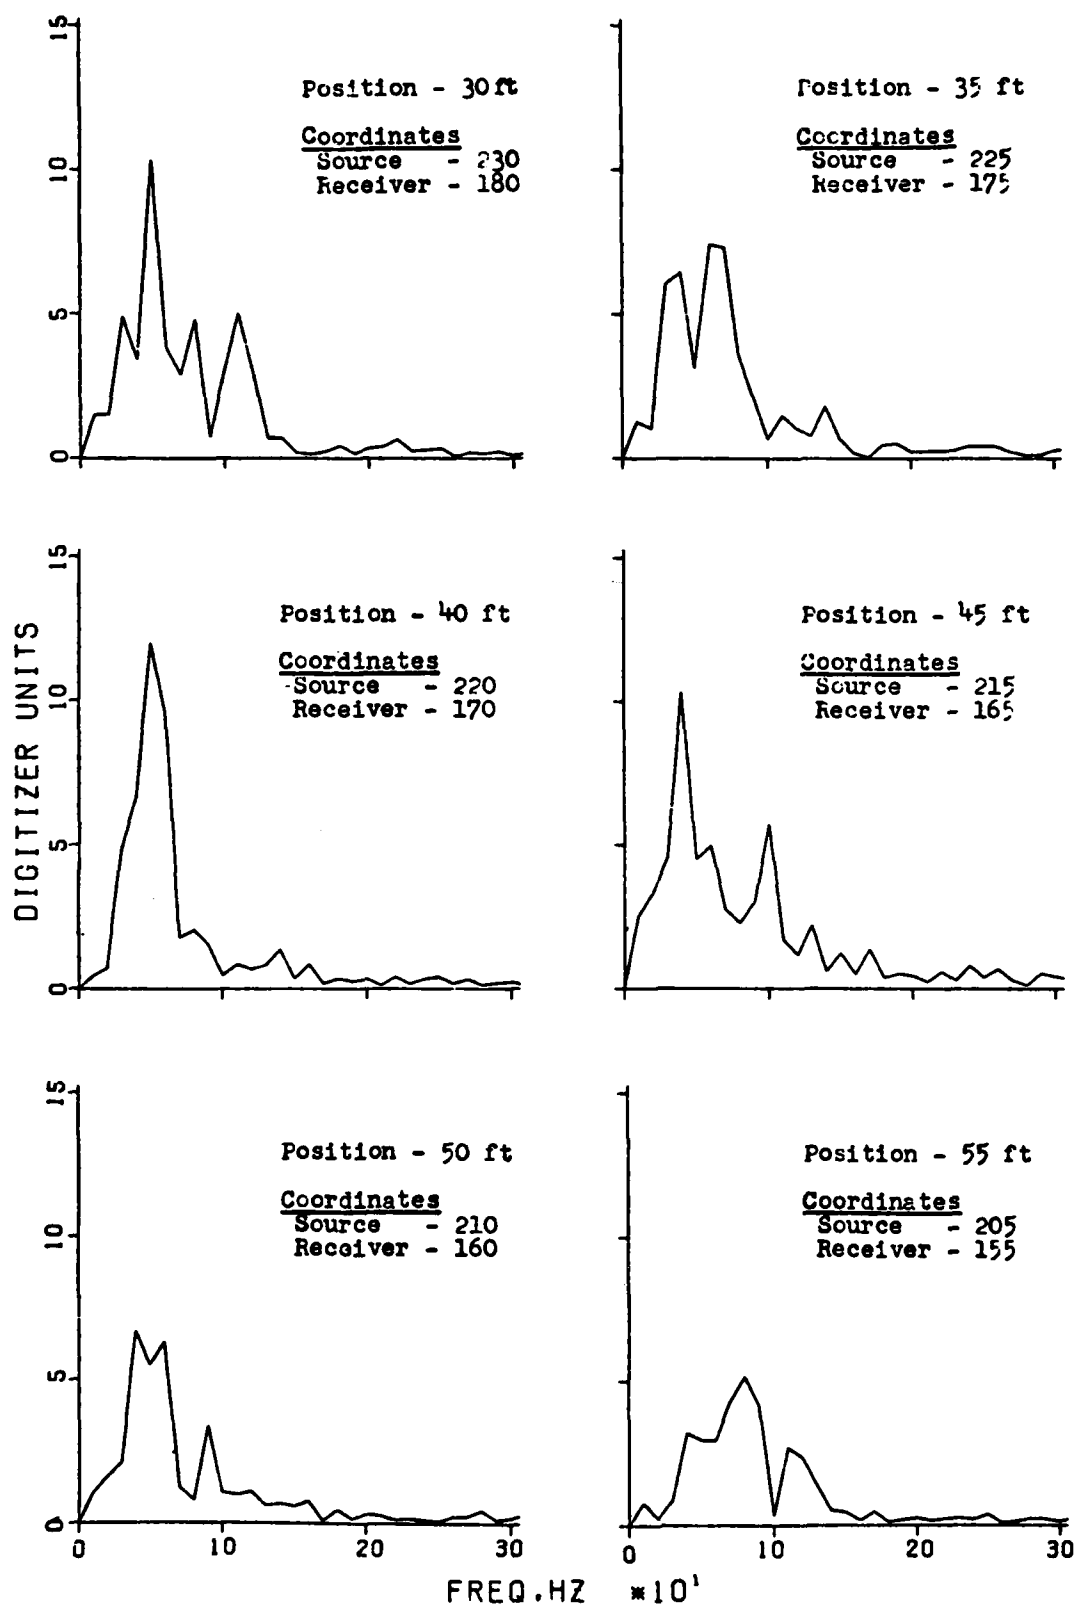 15
10
5
0
Position - 30 ft
Coordinates
Source - 230
Receiver - 180
Position - 35 ft
Coordinates
Source - 225
Receiver - 175
DIGITIZER UNITS
15
10
5
0
Position - 40 ft
Coordinates
Source - 220
Receiver - 170
Position - 45 ft
Coordinates
Source - 215
Receiver - 165
15
10
5
0
Position - 50 ft
Coordinates
Source - 210
Receiver - 160
Position - 55 ft
Coordinates
Source - 205
Receiver - 155
0 10 20 30
0 10 20 30
FREQ.HZ *10¹